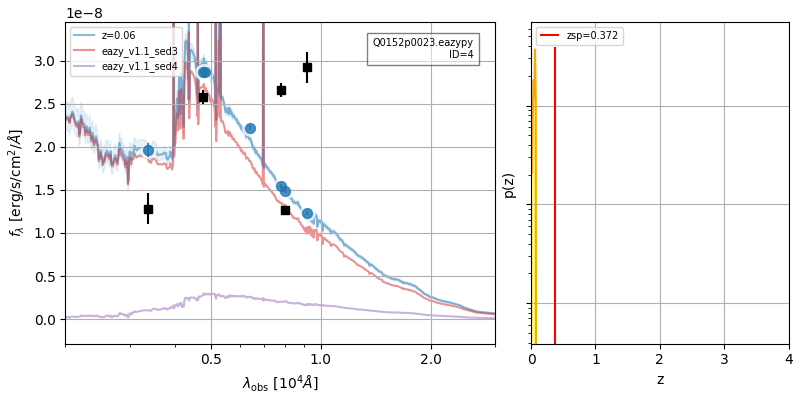 1e−8
z=0.06
eazy_v1.1_sed3
eazy_v1.1_sed4
Q0152p0023.eazypy
ID=4
3.0
2.5
2.0
1.5
1.0
0.5
0.0
fλ [erg/s/cm²/Å]
0.5
1.0
2.0
λobs [10⁴Å]
zsp=0.372
p(z)
0
1
2
3
4
z